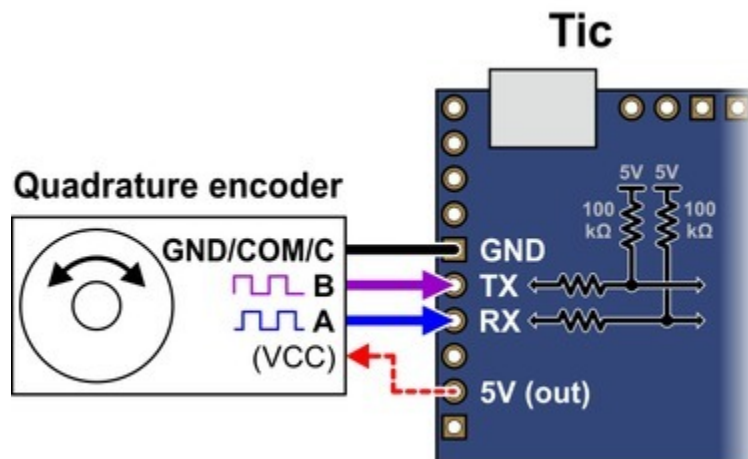 Tic
Quadrature encoder
5V 5V
100 kΩ
100 kΩ
GND/COM/C
GND
B
TX
A
RX
(VCC)
5V (out)